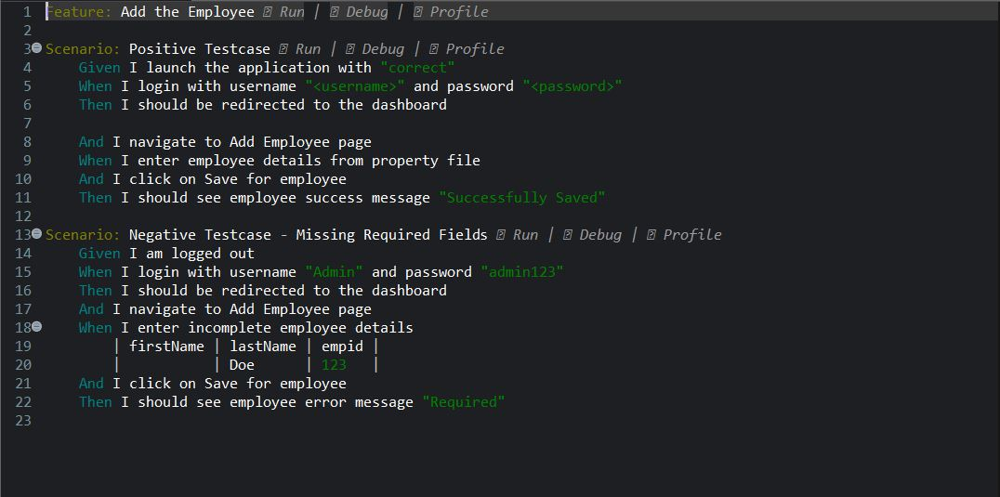 1 Feature: Add the Employee Run | Debug | Profile
2
3 Scenario: Positive Testcase Run | Debug | Profile
4 Given I launch the application with "correct"
5 When I login with username "<username>" and password "<password>"
6 Then I should be redirected to the dashboard
7
8 And I navigate to Add Employee page
9 When I enter employee details from property file
10 And I click on Save for employee
11 Then I should see employee success message "Successfully Saved"
12
13 Scenario: Negative Testcase - Missing Required Fields Run | Debug | Profile
14 Given I am logged out
15 When I login with username "Admin" and password "admin123"
16 Then I should be redirected to the dashboard
17 And I navigate to Add Employee page
18 When I enter incomplete employee details
19 | firstName | lastName | empid |
20 | | Doe | 123 |
21 And I click on Save for employee
22 Then I should see employee error message "Required"
23